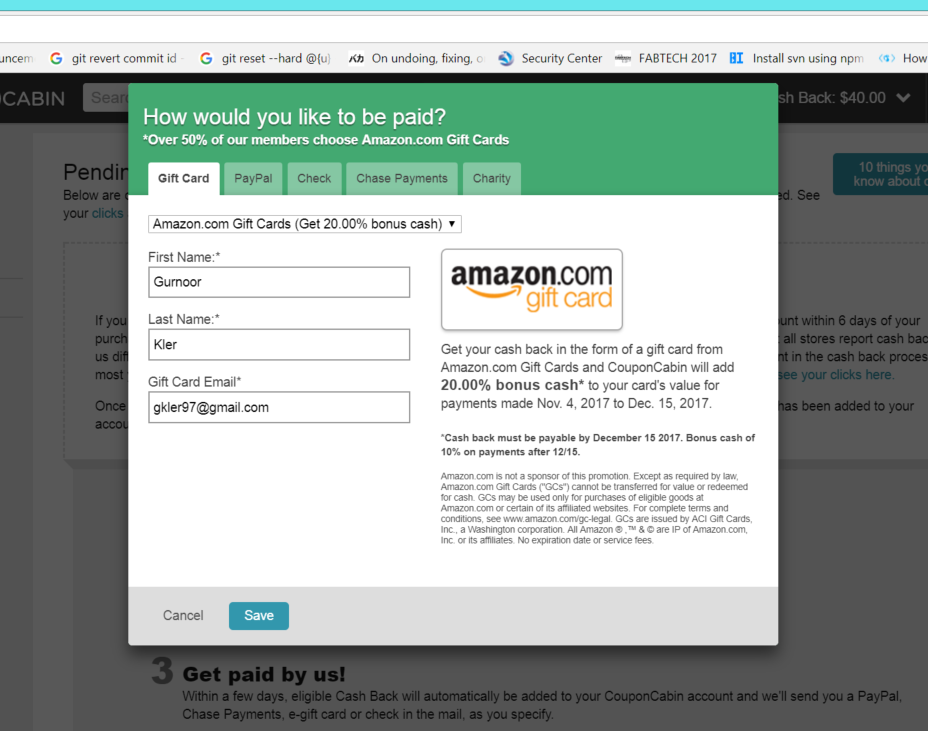 git revert commit id
git reset --hard @{u}
On undoing, fixing,
Security Center
FABTECH 2017
Install svn using npm
How
CABIN
Cash Back: $40.00
How would you like to be paid?
*Over 50% of our members choose Amazon.com Gift Cards
Gift Card
PayPal
Check
Chase Payments
Charity
10 things
know about
Below are
See
your clicks
Amazon.com Gift Cards (Get 20.00% bonus cash) ▼
First Name:*
Gurnoor
Last Name:*
Kler
Gift Card Email*
gkler97@gmail.com
amazon.com
gift card
Get your cash back in the form of a gift card from
Amazon.com Gift Cards and CouponCabin will add
20.00% bonus cash* to your card's value for
payments made Nov. 4, 2017 to Dec. 15, 2017.
*Cash back must be payable by December 15 2017. Bonus cash of
10% on payments after 12/15.
Amazon.com is not a sponsor of this promotion. Except as required by law,
Amazon.com Gift Cards ("GCs") cannot be transferred for value or redeemed
for cash. GCs may be used only for purchases of eligible goods at
Amazon.com or certain of its affiliated websites. For complete terms and
conditions, see www.amazon.com/gc-legal. GCs are issued by ACI Gift Cards,
Inc., a Washington corporation. All Amazon ® ,™ & © are IP of Amazon.com,
Inc. or its affiliates. No expiration date or service fees.
If you
within 6 days of your
all stores report cash
us
in the cash back
most
see your clicks here.
Once
has been added to your
Cancel
Save
3 Get paid by us!
Within a few days, eligible Cash Back will automatically be added to your CouponCabin account and we'll send you a PayPal,
Chase Payments, e-gift card or check in the mail, as you specify.